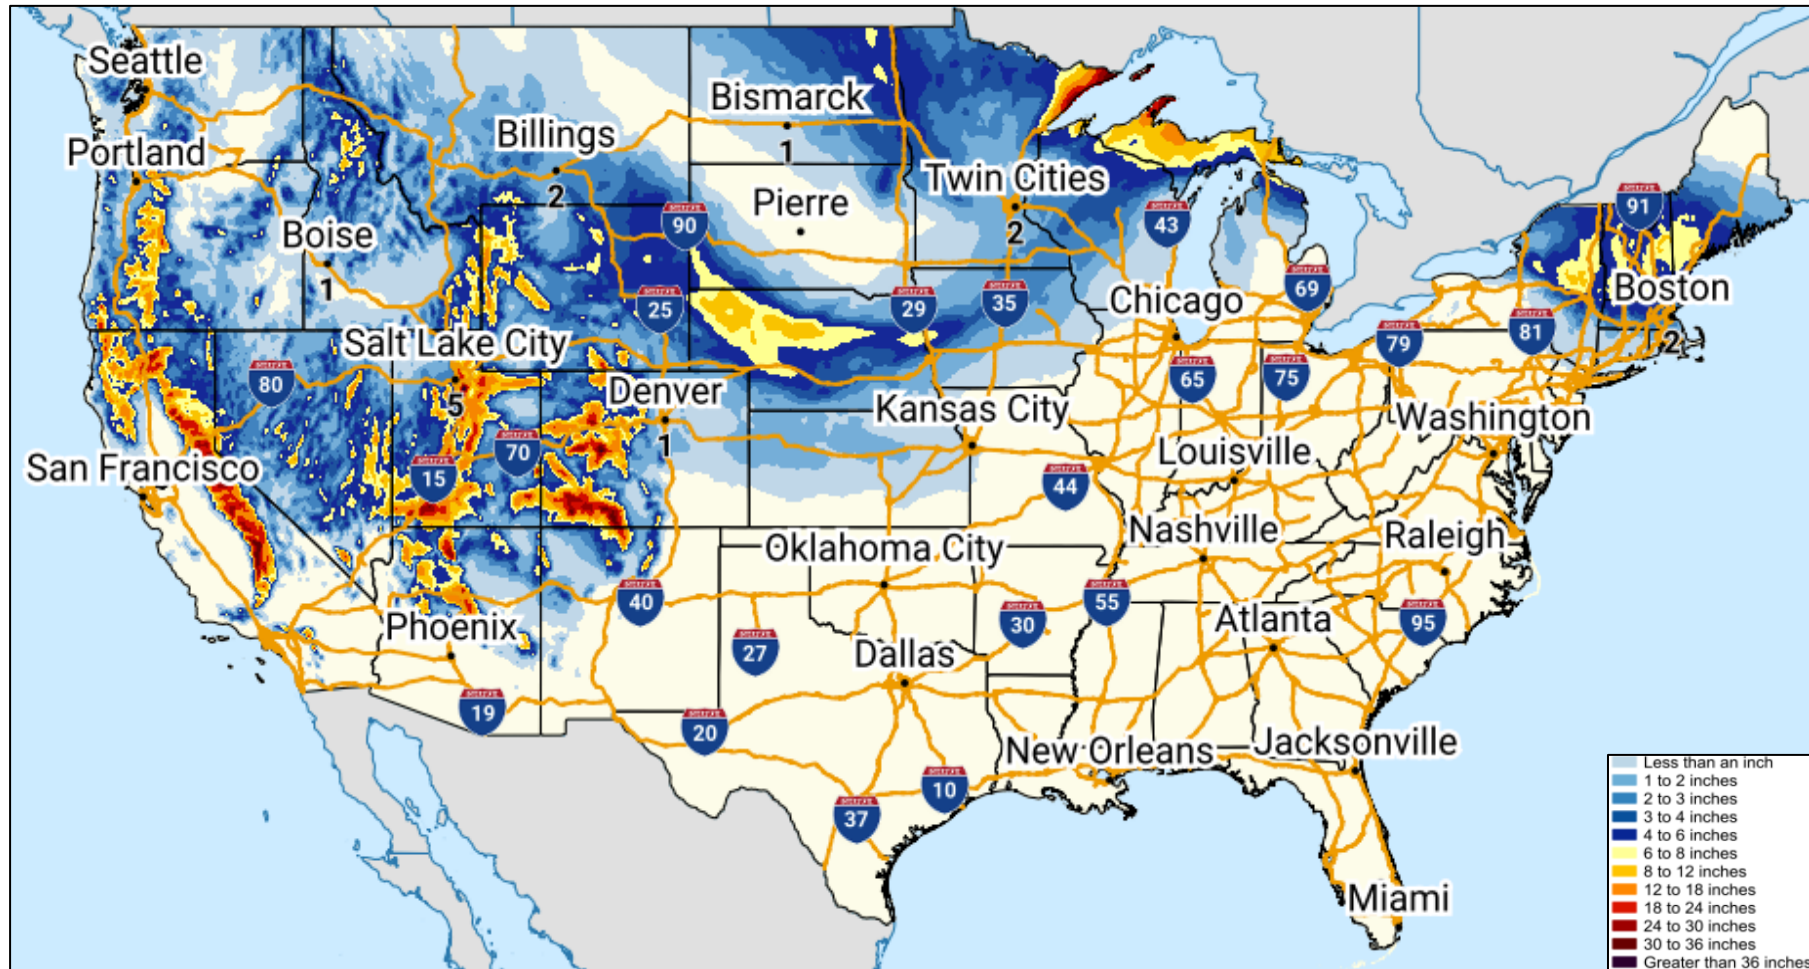 Seattle
Bismarck
Billings
1
Portland
Twin Cities
2
Pierre
91
90
43
Boise
2
1
69
Boston
25
29
35
Chicago
Salt Lake City
79
81
2
80
65
75
5
Denver
Kansas City
Washington
1
70
San Francisco
15
Louisville
44
Nashville
Raleigh
Oklahoma City
40
55
Phoenix
30
Atlanta
95
27
Dallas
19
20
New Orleans
Jacksonville
10
37
Miami
Less than an inch
1 to 2 inches
2 to 3 inches
3 to 4 inches
4 to 6 inches
6 to 8 inches
8 to 12 inches
12 to 18 inches
18 to 24 inches
24 to 30 inches
30 to 36 inches
Greater than 36 inches